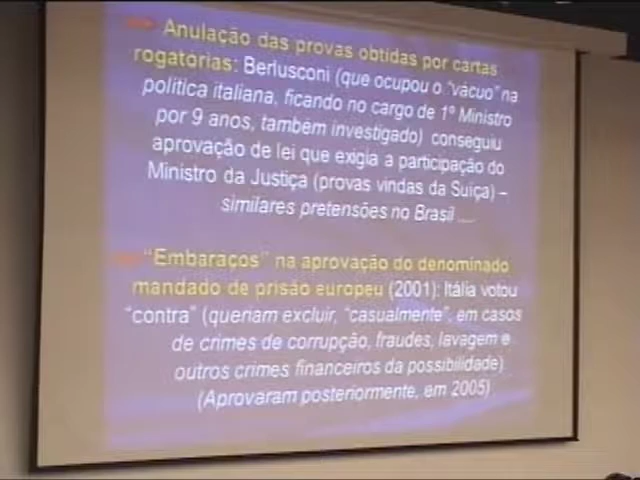 Anulação das provas obtidas por cartas
rogatórias: Berlusconi (que ocupou o "vácuo" na
política italiana, ficando no cargo de 1º Ministro
por 9 anos, também investigado) conseguiu
aprovação de lei que exigia a participação do
Ministro da Justiça (provas vindas da Suiça) –
similares pretensões no Brasil ....
"Embaraços" na aprovação do denominado
mandado de prisão europeu (2001): Itália votou
"contra" (queriam excluir, "casualmente", em casos
de crimes de corrupção, fraudes, lavagem e
outros crimes financeiros da possibilidade)
(Aprovaram posteriormente, em 2005)